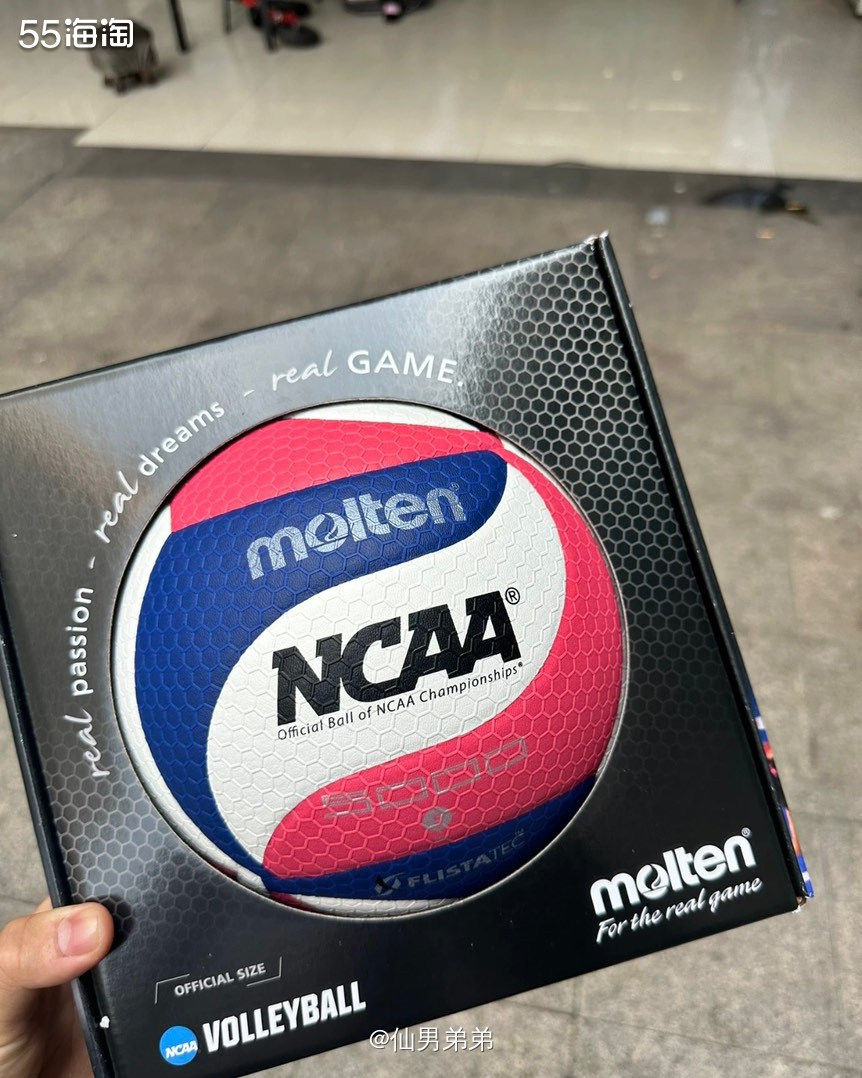 55海淘
real passion - real dreams - real GAME.
molten®
NCAA®
Official Ball of NCAA Championships®
5000
FLISTATEC™
molten®
For the real game
OFFICIAL SIZE
NCAA VOLLEYBALL
@仙男弟弟